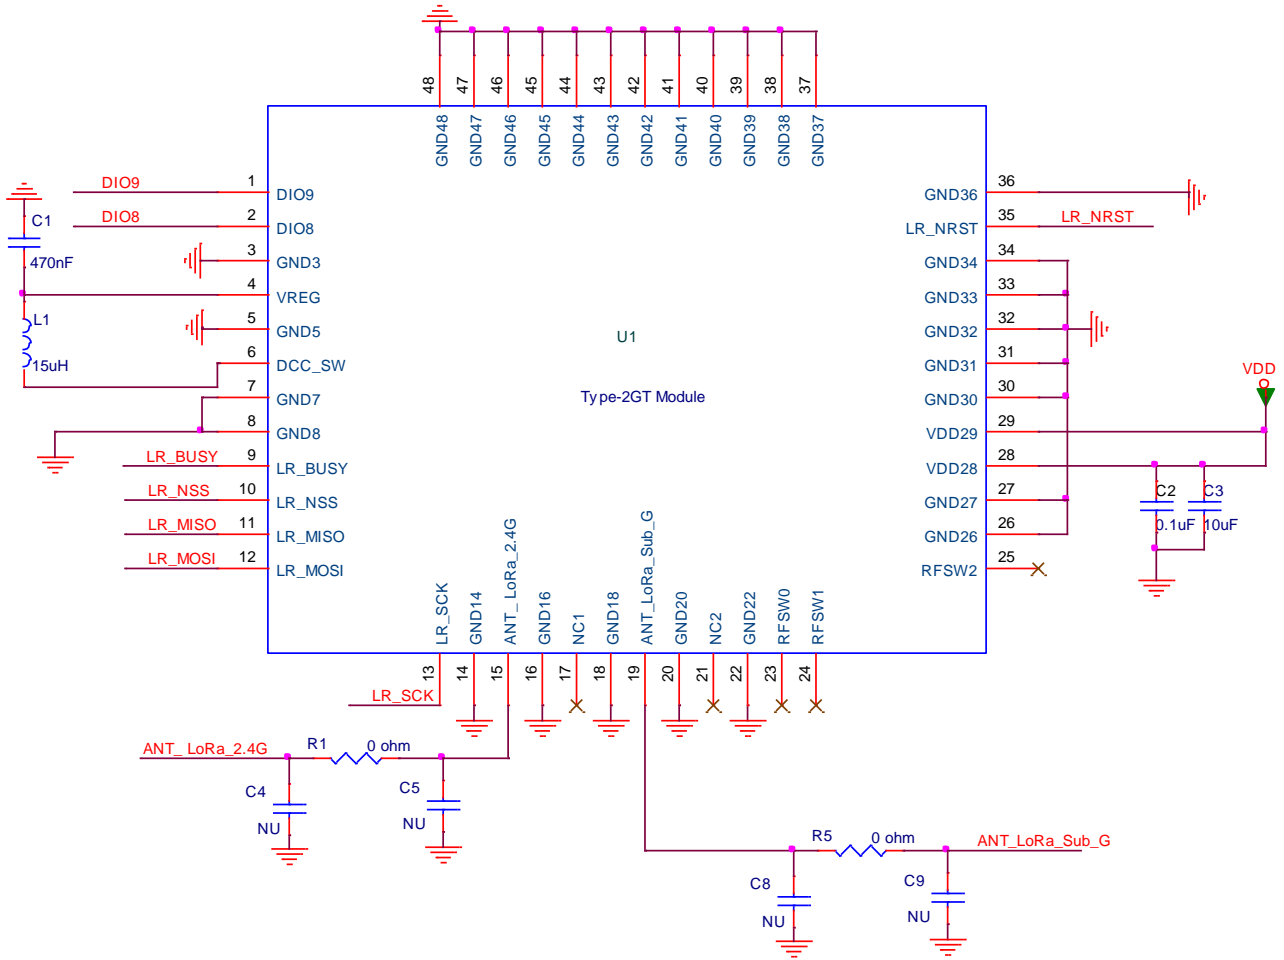 48
47
46
45
44
43
42
41
40
39
38
37
GND48
GND47
GND46
GND45
GND44
GND43
GND42
GND41
GND40
GND39
GND38
GND37
DIO9 1 DIO9
DIO8 2 DIO8
3 GND3
4 VREG
5 GND5
6 DCC_SW
7 GND7
8 GND8
LR_BUSY 9 LR_BUSY
LR_NSS 10 LR_NSS
LR_MISO 11 LR_MISO
LR_MOSI 12 LR_MOSI
C1
470nF
L1
15uH
U1
Type-2GT Module
GND36 36
LR_NRST 35 LR_NRST
GND34 34
GND33 33
GND32 32
GND31 31
GND30 30
VDD29 29
VDD28 28
GND27 27
GND26 26
RFSW2 25
VDD
C2
0.1uF
C3
10uF
LR_SCK
GND14
ANT_ LoRa_2.4G
GND16
NC1
GND18
ANT_LoRa_Sub_G
GND20
NC2
GND22
RFSW0
RFSW1
13
14
15
16
17
18
19
20
21
22
23
24
LR_SCK
ANT_ LoRa_2.4G
R1 0 ohm
C4
NU
C5
NU
R5 0 ohm
ANT_LoRa_Sub_G
C8
NU
C9
NU